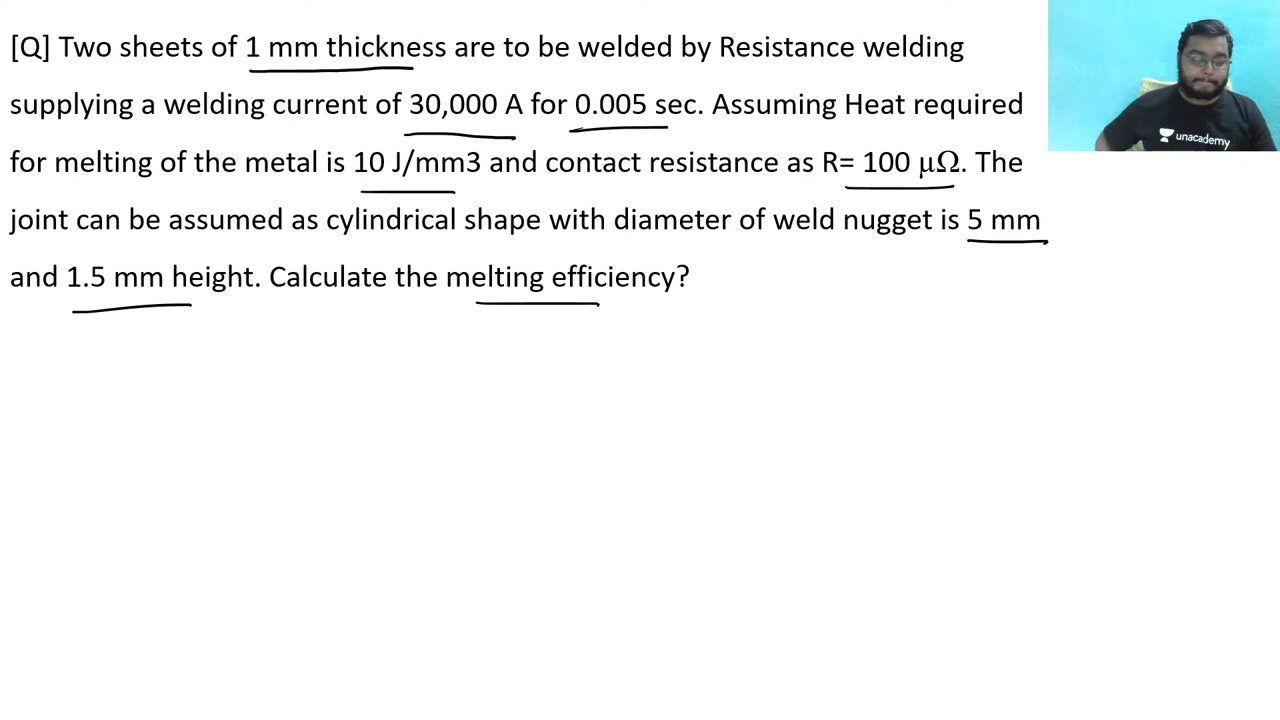 [Q] Two sheets of 1 mm thickness are to be welded by Resistance welding
supplying a welding current of 30,000 A for 0.005 sec. Assuming Heat required
for melting of the metal is 10 J/mm3 and contact resistance as R= 100 μΩ. The
joint can be assumed as cylindrical shape with diameter of weld nugget is 5 mm
and 1.5 mm height. Calculate the melting efficiency?
unacademy